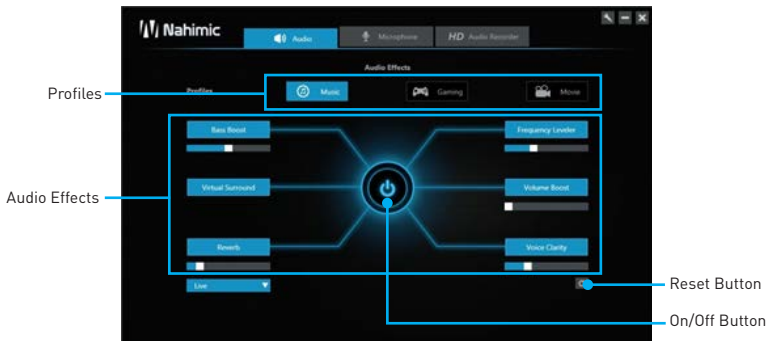 Nahimic
Audio
Microphone
HD Audio Recorder
Audio Effects
Profiles
Profiles
Music
Gaming
Movie
Audio Effects
Bass Boost
Frequency Leveler
Virtual Surround
Volume Boost
Reverb
Voice Clarity
Live
Reset Button
On/Off Button